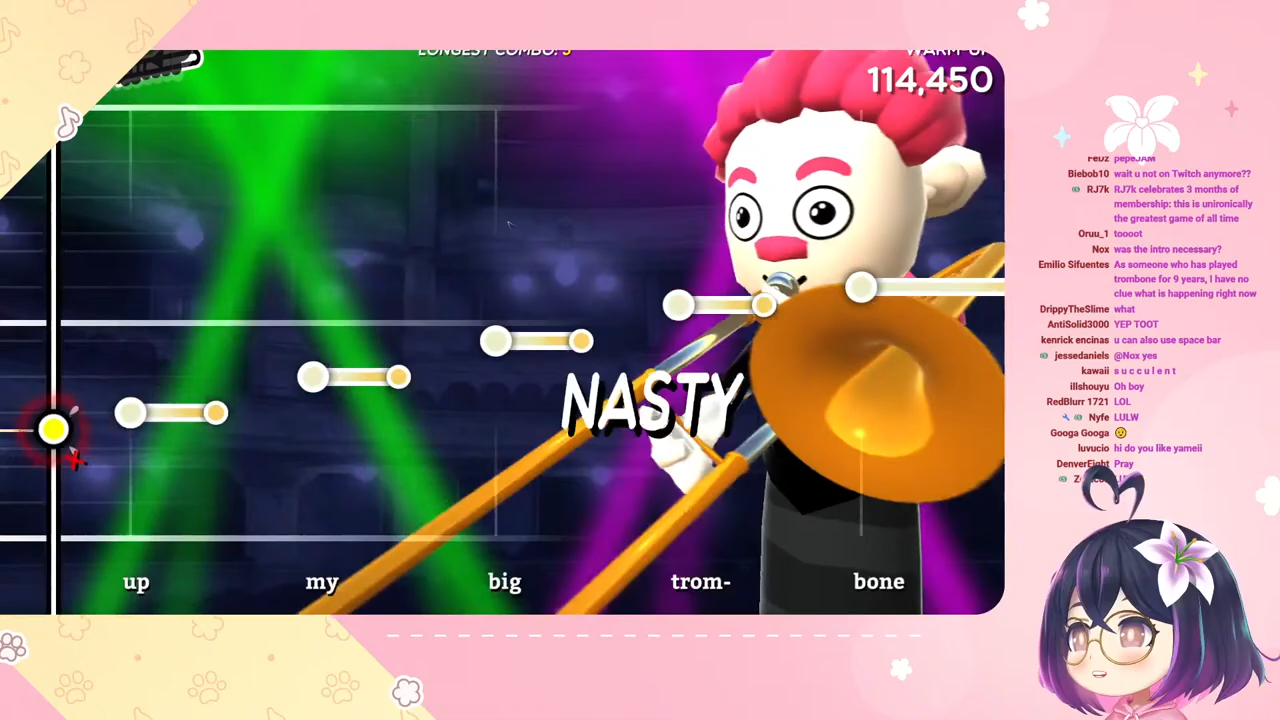 LONGEST COMBO: 3
WARM-UP
114,450
NASTY
up my big trom- bone
Fedz pepeJAM
Biebob10 wait u not on Twitch anymore??
RJ7k RJ7k celebrates 3 months of
membership: this is unironically
the greatest game of all time
Oruu_1 toooot
Nox was the intro necessary?
Emilio Sifuentes As someone who has played
trombone for 9 years, I have no
clue what is happening right now
DrippyTheSlime what
AntiSolid3000 YEP TOOT
kenrick encinas u can also use space bar
jessedaniels @Nox yes
kawaii s u c c u l e n t
illshouyu Oh boy
RedBlurr 1721 LOL
Nyfe LULW
Googa Googa
luvucio hi do you like yameii
DenverEight Pray